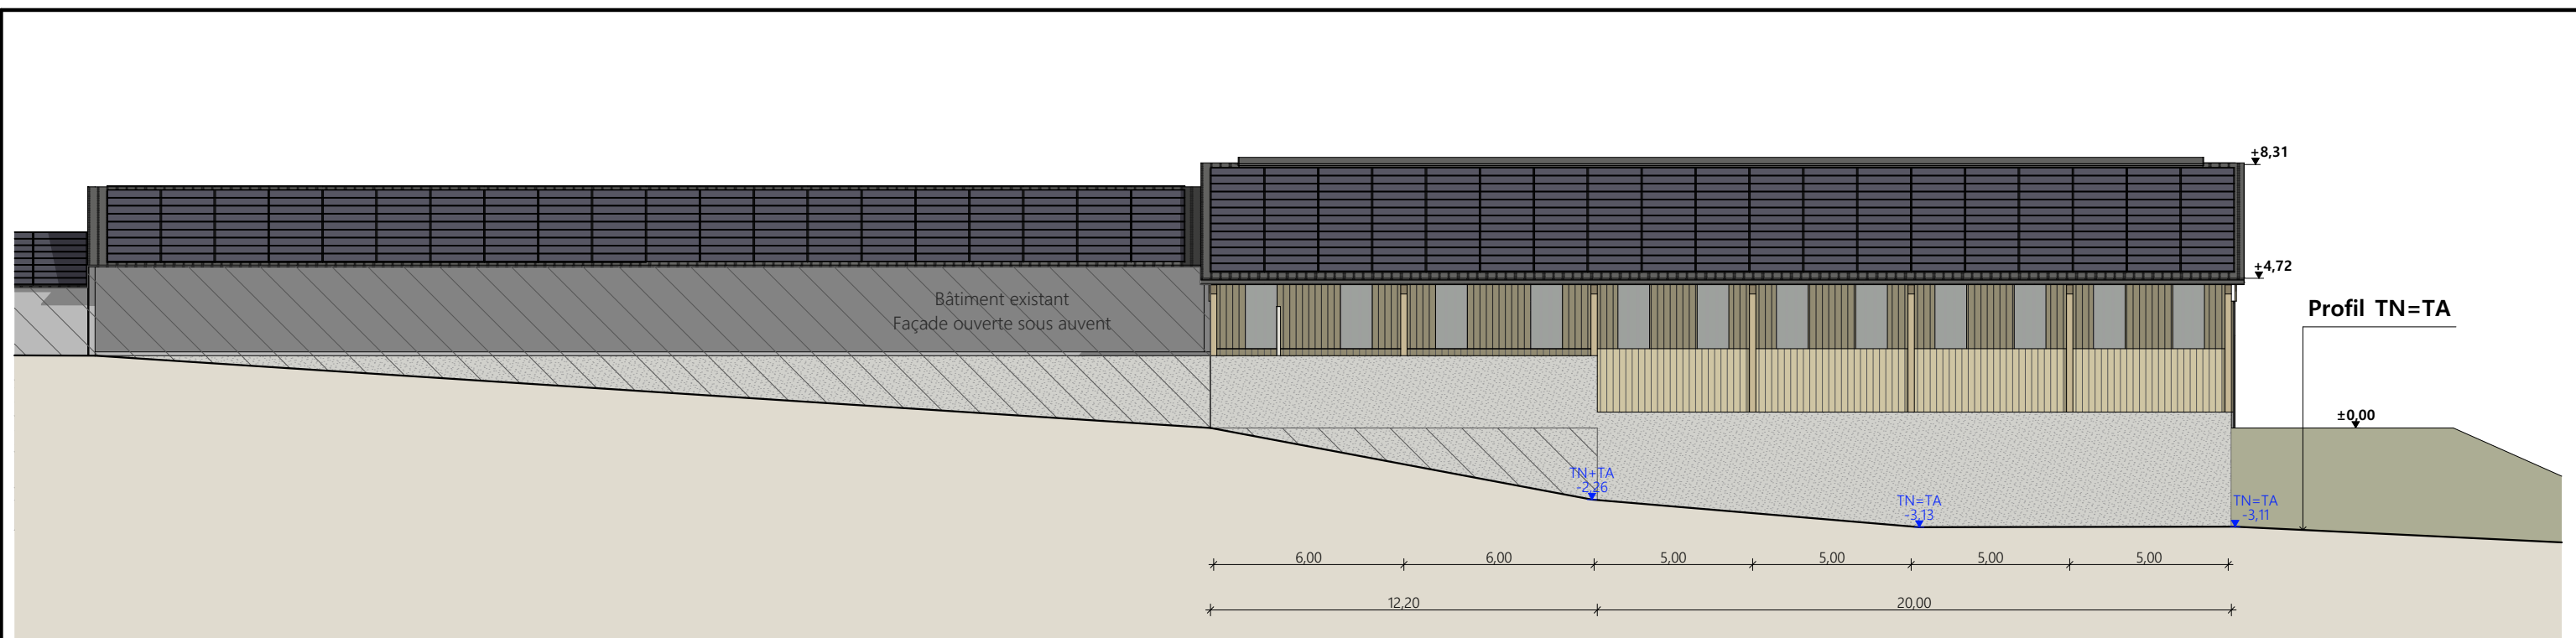 +8,31
+4,72
Bâtiment existant
Façade ouverte sous auvent
Profil TN=TA
±0,00
TN+TA
-2,26
TN=TA
-3,13
TN=TA
-3,11
6,00 6,00 5,00 5,00 5,00 5,00
12,20 20,00